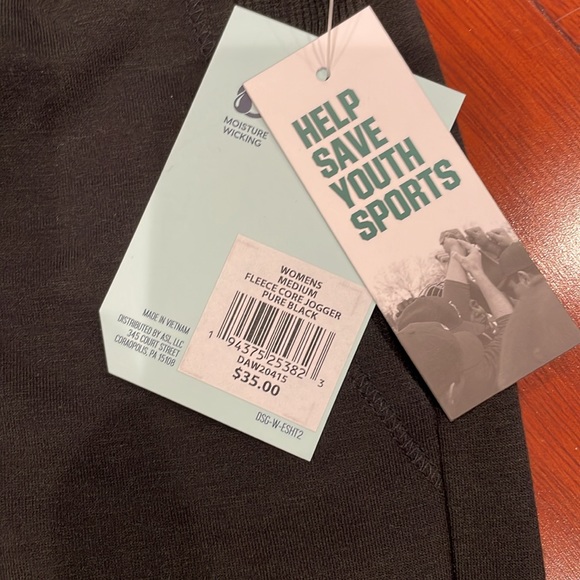 MOISTURE
WICKING
HELP
SAVE
YOUTH
SPORTS
WOMENS
MEDIUM
FLEECE CORE JOGGER
PURE BLACK
1 94375 25382 3
DAW20415
$35.00
MADE IN VIETNAM
DISTRIBUTED BY ASL, LLC
345 COURT STREET
CORAOPOLIS, PA 15108
DSG-W-ESHT2